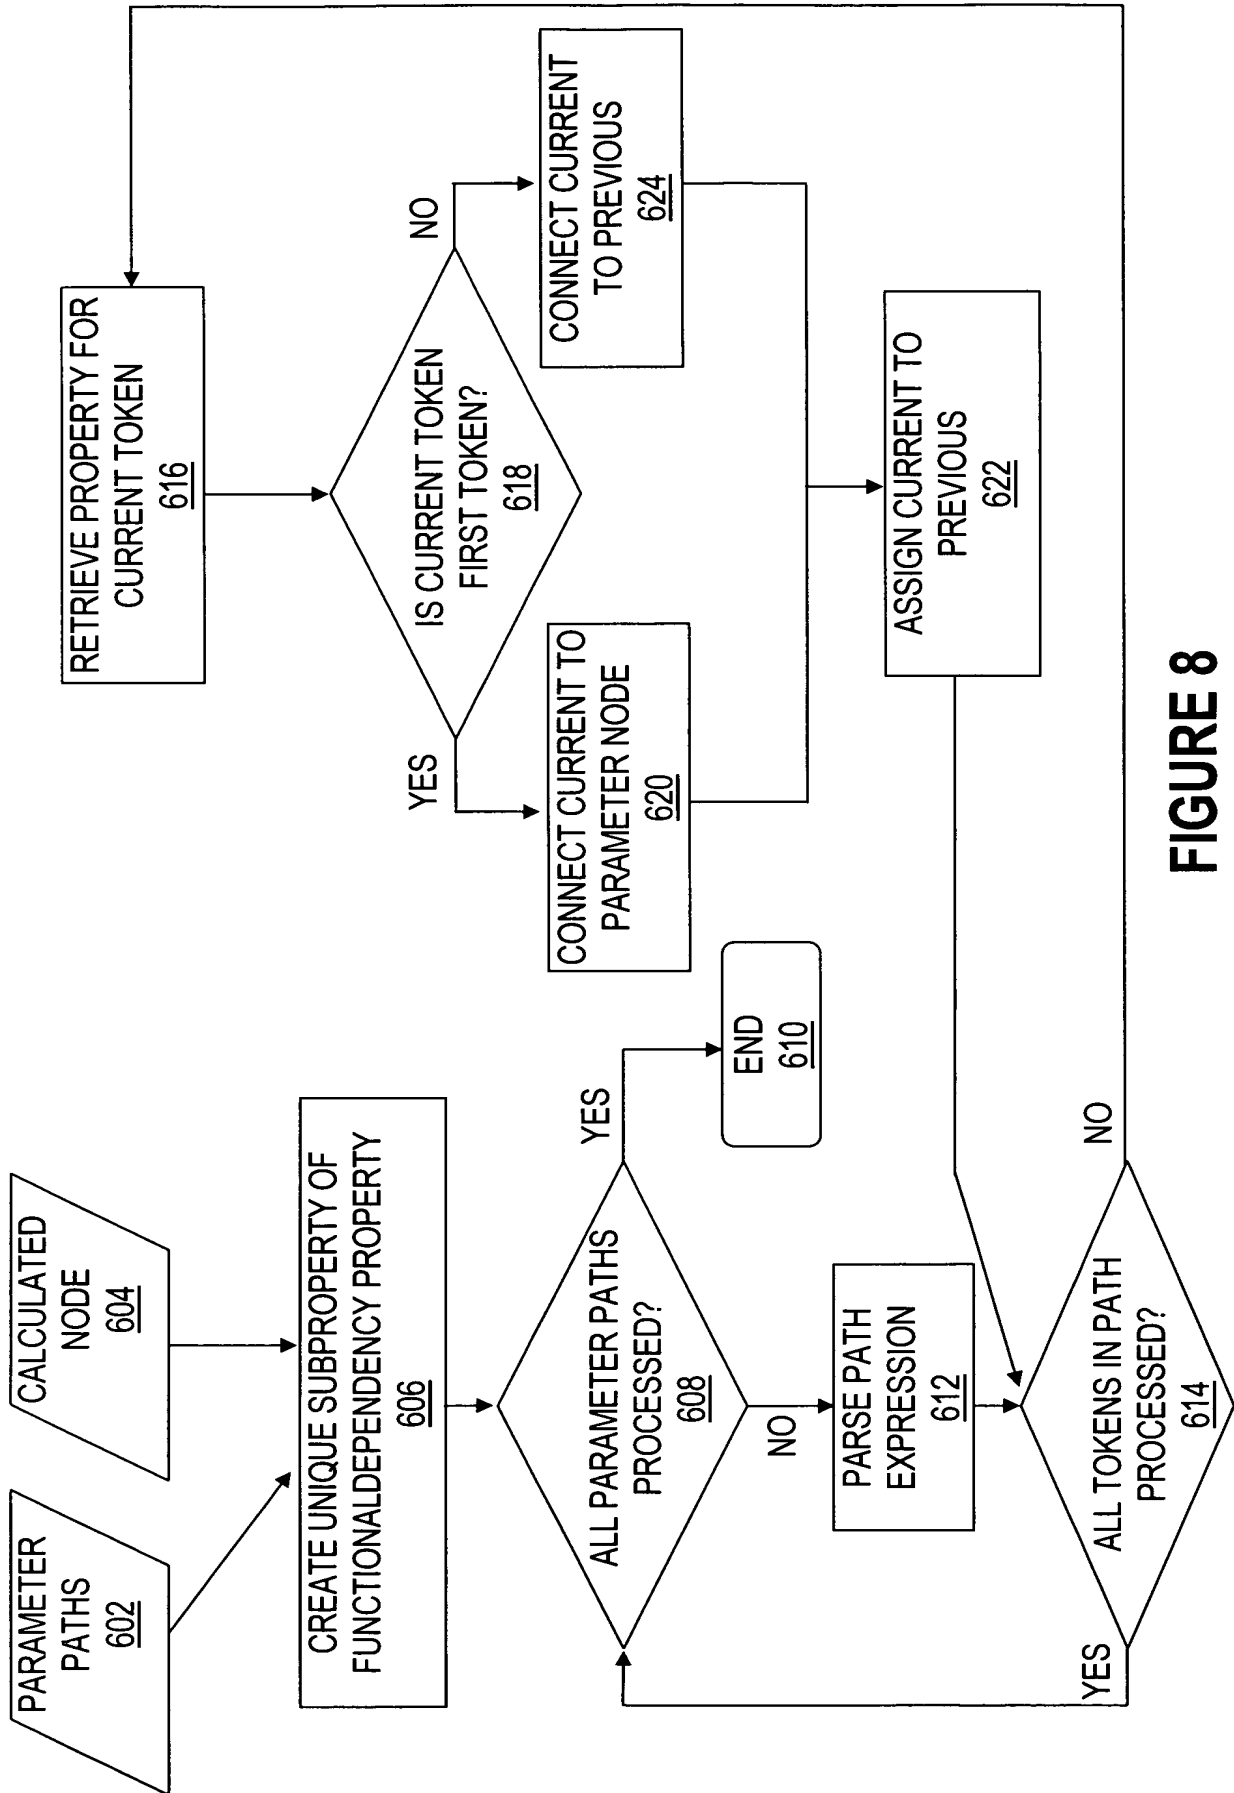 PARAMETER
PATHS
602
CALCULATED
NODE
604
CREATE UNIQUE SUBPROPERTY OF
FUNCTIONALDEPENDENCY PROPERTY
606
ALL PARAMETER PATHS
PROCESSED?
608
YES
END
610
NO
PARSE PATH
EXPRESSION
612
ALL TOKENS IN PATH
PROCESSED?
614
YES
NO
RETRIEVE PROPERTY FOR
CURRENT TOKEN
616
IS CURRENT TOKEN
FIRST TOKEN?
618
YES
NO
CONNECT CURRENT TO
PARAMETER NODE
620
CONNECT CURRENT
TO PREVIOUS
624
ASSIGN CURRENT TO
PREVIOUS
622
FIGURE 8